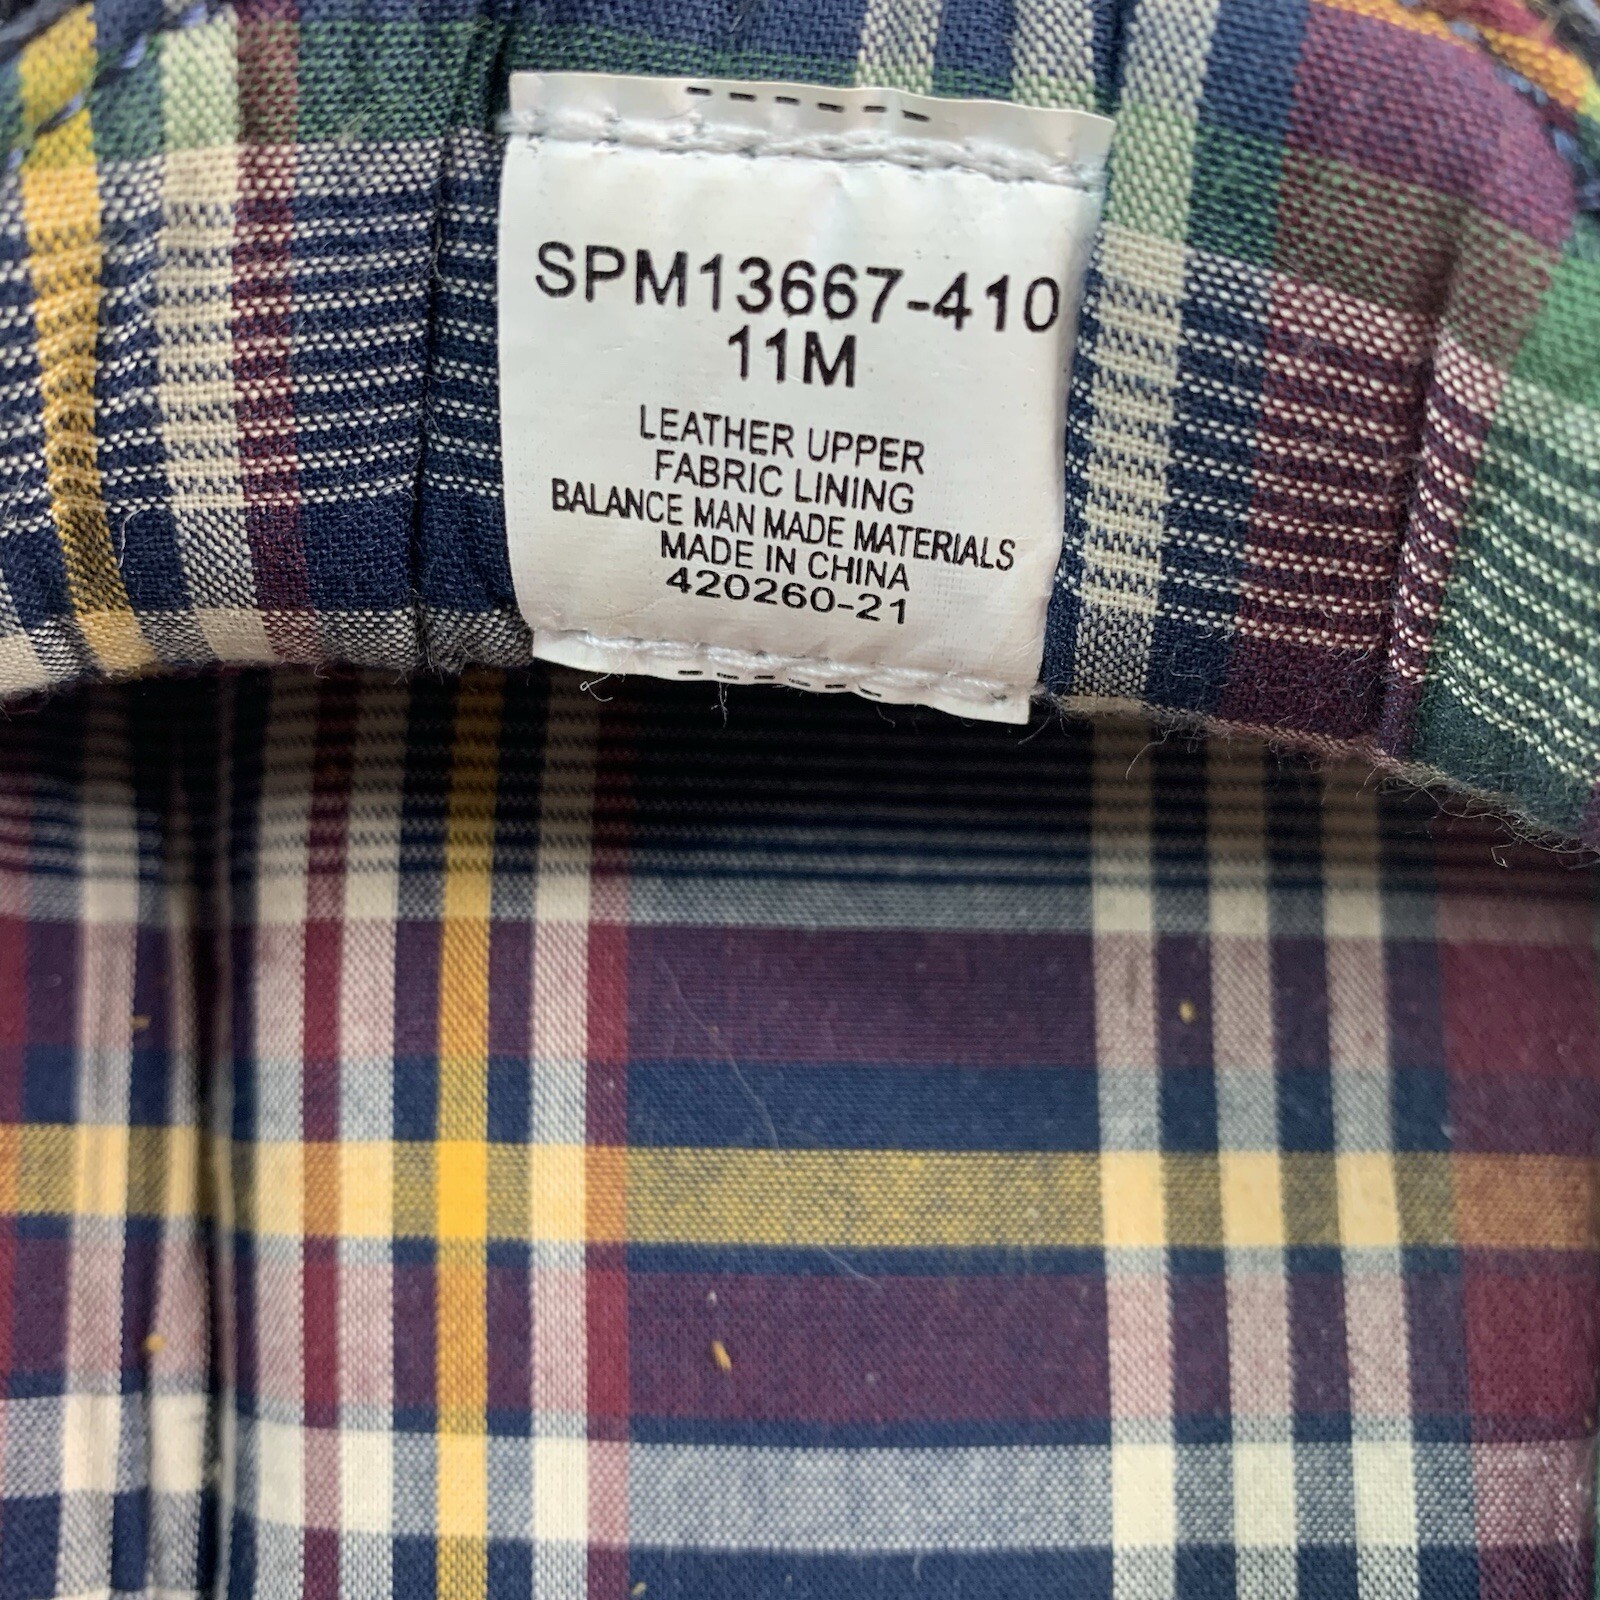 SPM13667-410
11M
LEATHER UPPER
FABRIC LINING
BALANCE MAN MADE MATERIALS
MADE IN CHINA
420260-21